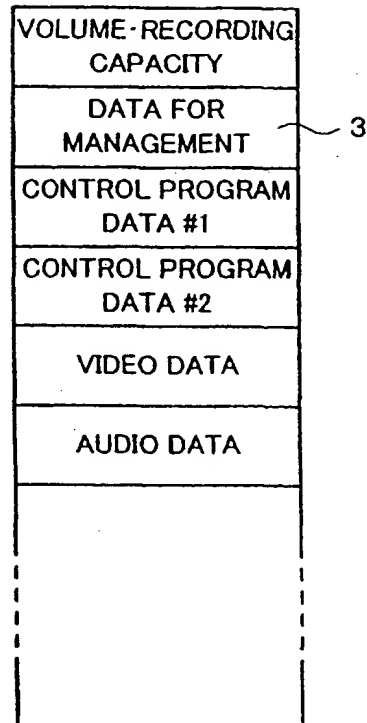 VOLUME·RECORDING
CAPACITY
DATA FOR
MANAGEMENT
3
CONTROL PROGRAM
DATA #1
CONTROL PROGRAM
DATA #2
VIDEO DATA
AUDIO DATA